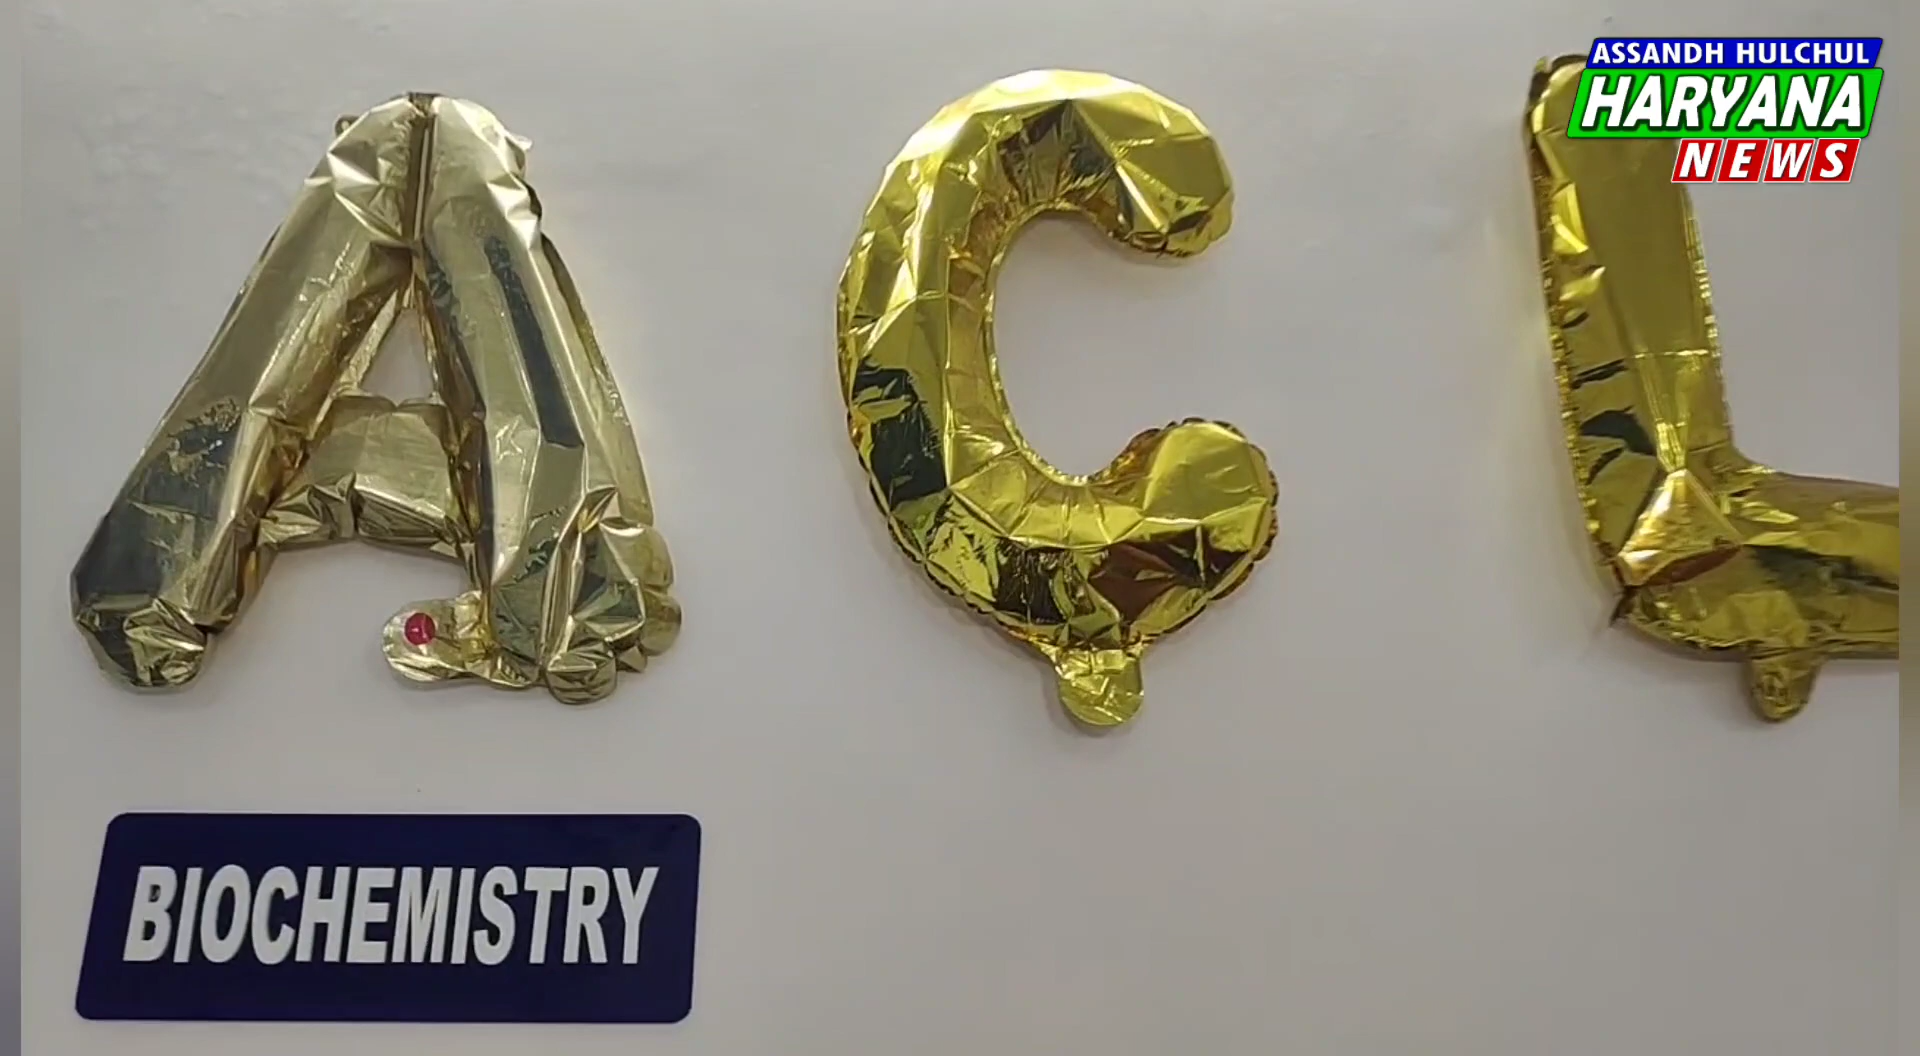 ASSANDH HULCHUL
HARYANA
NEWS
A C L
BIOCHEMISTRY